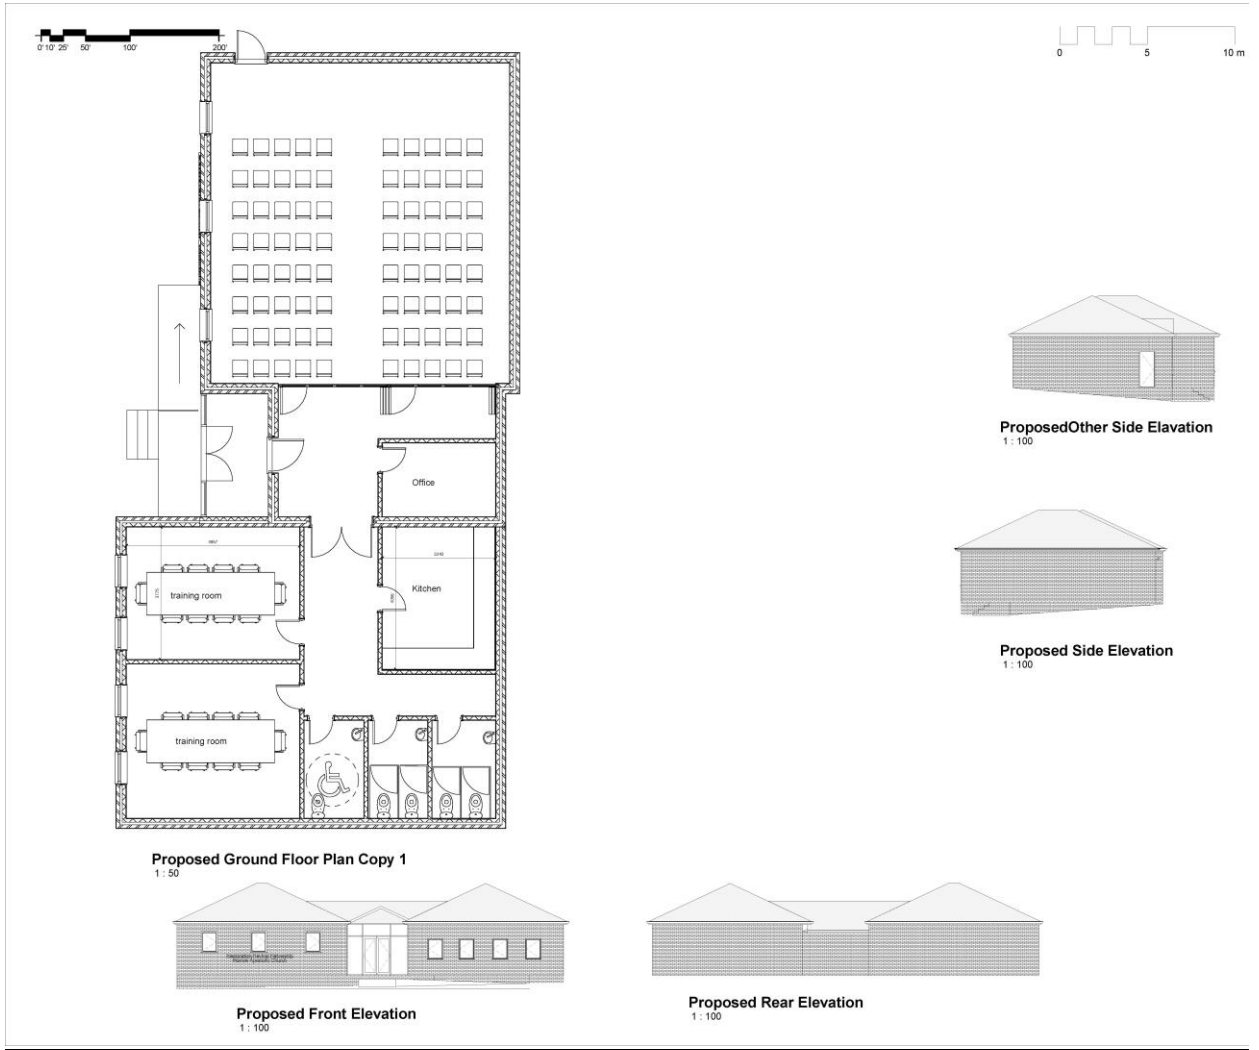 0' 10' 25' 50' 100' 200'
0 5 10 m
Office
Kitchen
training room
training room
ProposedOther Side Elavation
1 : 100
Proposed Side Elevation
1 : 100
Proposed Ground Floor Plan Copy 1
1 : 50
Proposed Front Elevation
1 : 100
Proposed Rear Elevation
1 : 100